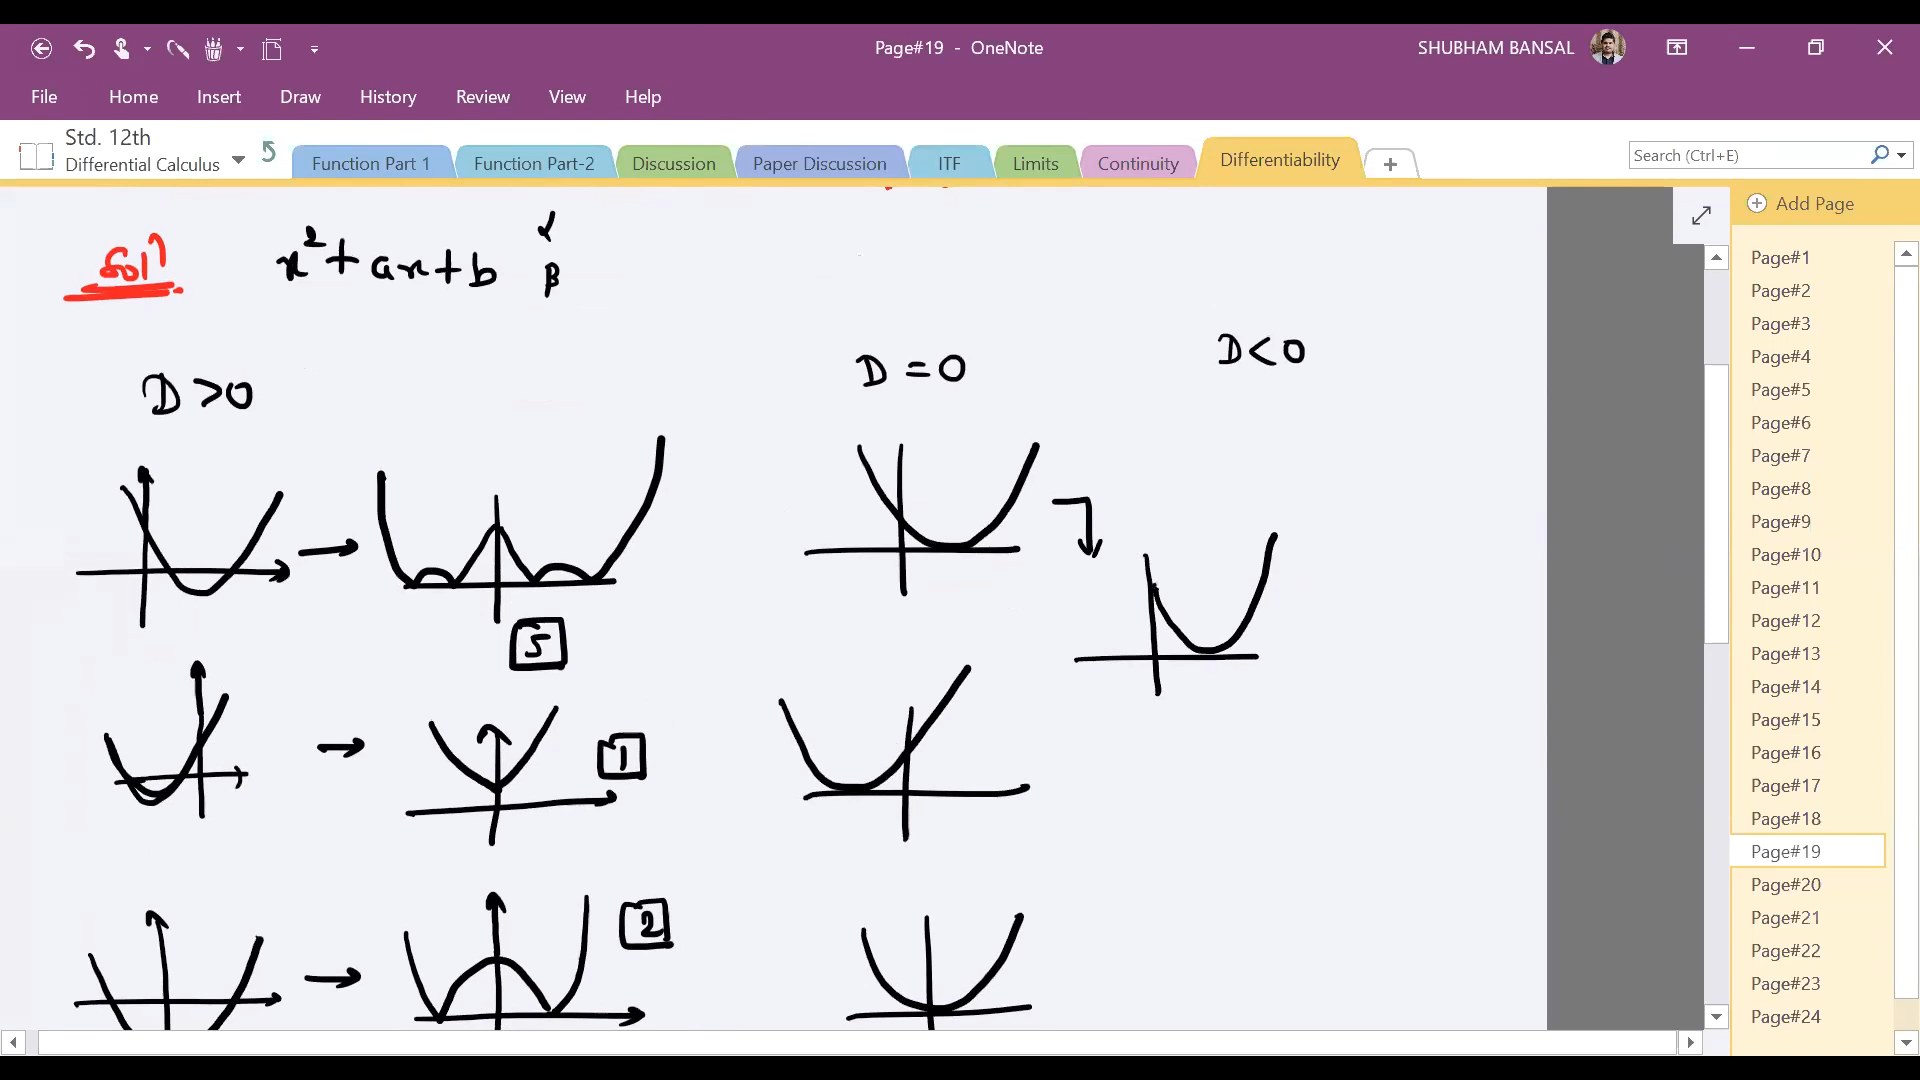 Page#19 - OneNote
SHUBHAM BANSAL
File Home Insert Draw History Review View Help
Std. 12th
Differential Calculus
Function Part 1
Function Part-2
Discussion
Paper Discussion
ITF
Limits
Continuity
Differentiability
Search (Ctrl+E)
Add Page
Page#1
Page#2
Page#3
Page#4
Page#5
Page#6
Page#7
Page#8
Page#9
Page#10
Page#11
Page#12
Page#13
Page#14
Page#15
Page#16
Page#17
Page#18
Page#19
Page#20
Page#21
Page#22
Page#23
Page#24
Solⁿ
x²+ax+b
α
β
D>0
D=0
D<0
5
1
2